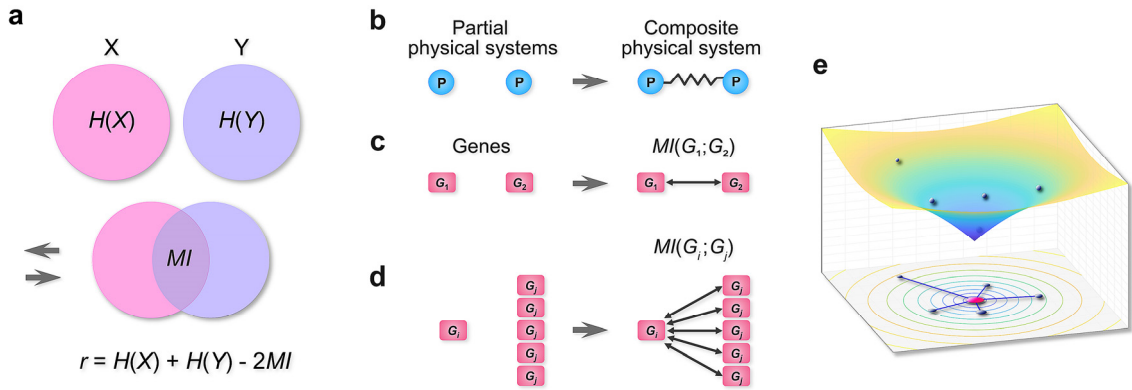 a
X Y
H(X) H(Y)
MI
r = H(X) + H(Y) - 2MI
b
Partial
physical systems
Composite
physical system
P P P P
c
Genes
MI(G₁;G₂)
G₁ G₂ G₁ G₂
d
MI(Gᵢ;Gⱼ)
Gⱼ Gⱼ
Gⱼ Gⱼ
Gᵢ Gⱼ Gᵢ Gⱼ
Gⱼ Gⱼ
Gⱼ Gⱼ
e